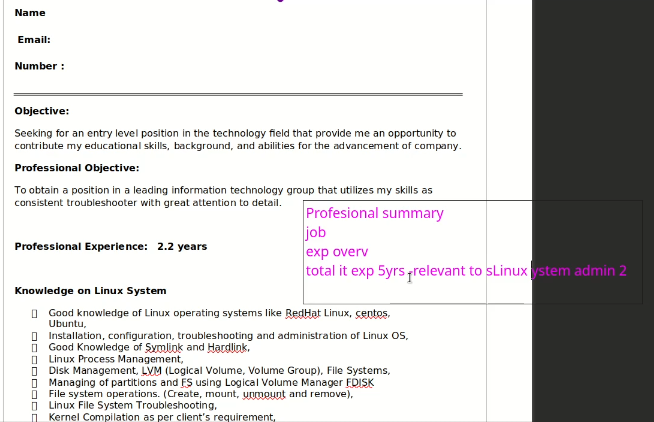 Name
Email:
Number :
Objective:
Seeking for an entry level position in the technology field that provide me an opportunity to
contribute my educational skills, background, and abilities for the advancement of company.
Professional Objective:
To obtain a position in a leading information technology group that utilizes my skills as
consistent troubleshooter with great attention to detail.
Profesional summary
job
exp overv
total it exp 5yrs -relevant to sLinux ystem admin 2
Professional Experience:   2.2 years
Knowledge on Linux System
Good knowledge of Linux operating systems like RedHat Linux, centos,
Ubuntu,
Installation, configuration, troubleshooting and administration of Linux OS,
Good Knowledge of Symlink and Hardlink,
Linux Process Management,
Disk Management, LVM (Logical Volume, Volume Group), File Systems,
Managing of partitions and FS using Logical Volume Manager FDISK
File system operations. (Create, mount, unmount and remove),
Linux File System Troubleshooting,
Kernel Compilation as per client's requirement,